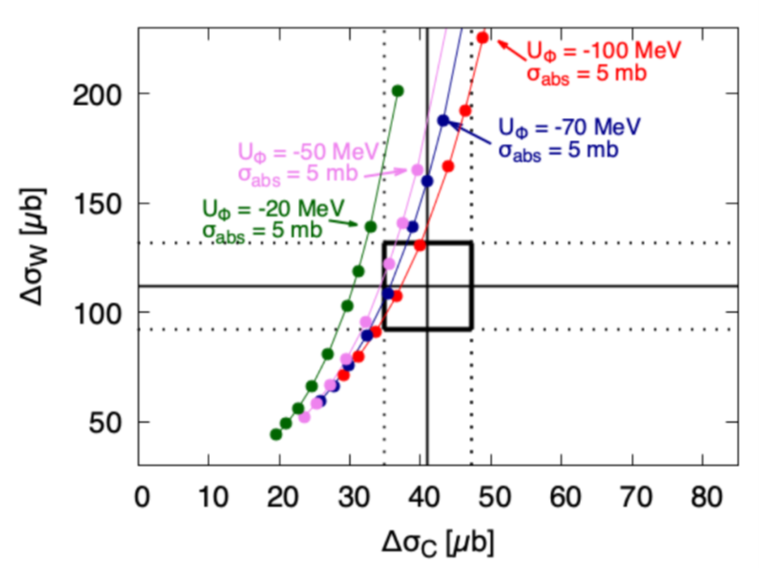 U_Φ = -100 MeV
σ_abs = 5 mb
U_Φ = -70 MeV
σ_abs = 5 mb
U_Φ = -50 MeV
σ_abs = 5 mb
U_Φ = -20 MeV
σ_abs = 5 mb
200
150
100
50
Δσ_W [μb]
0 10 20 30 40 50 60 70 80
Δσ_C [μb]